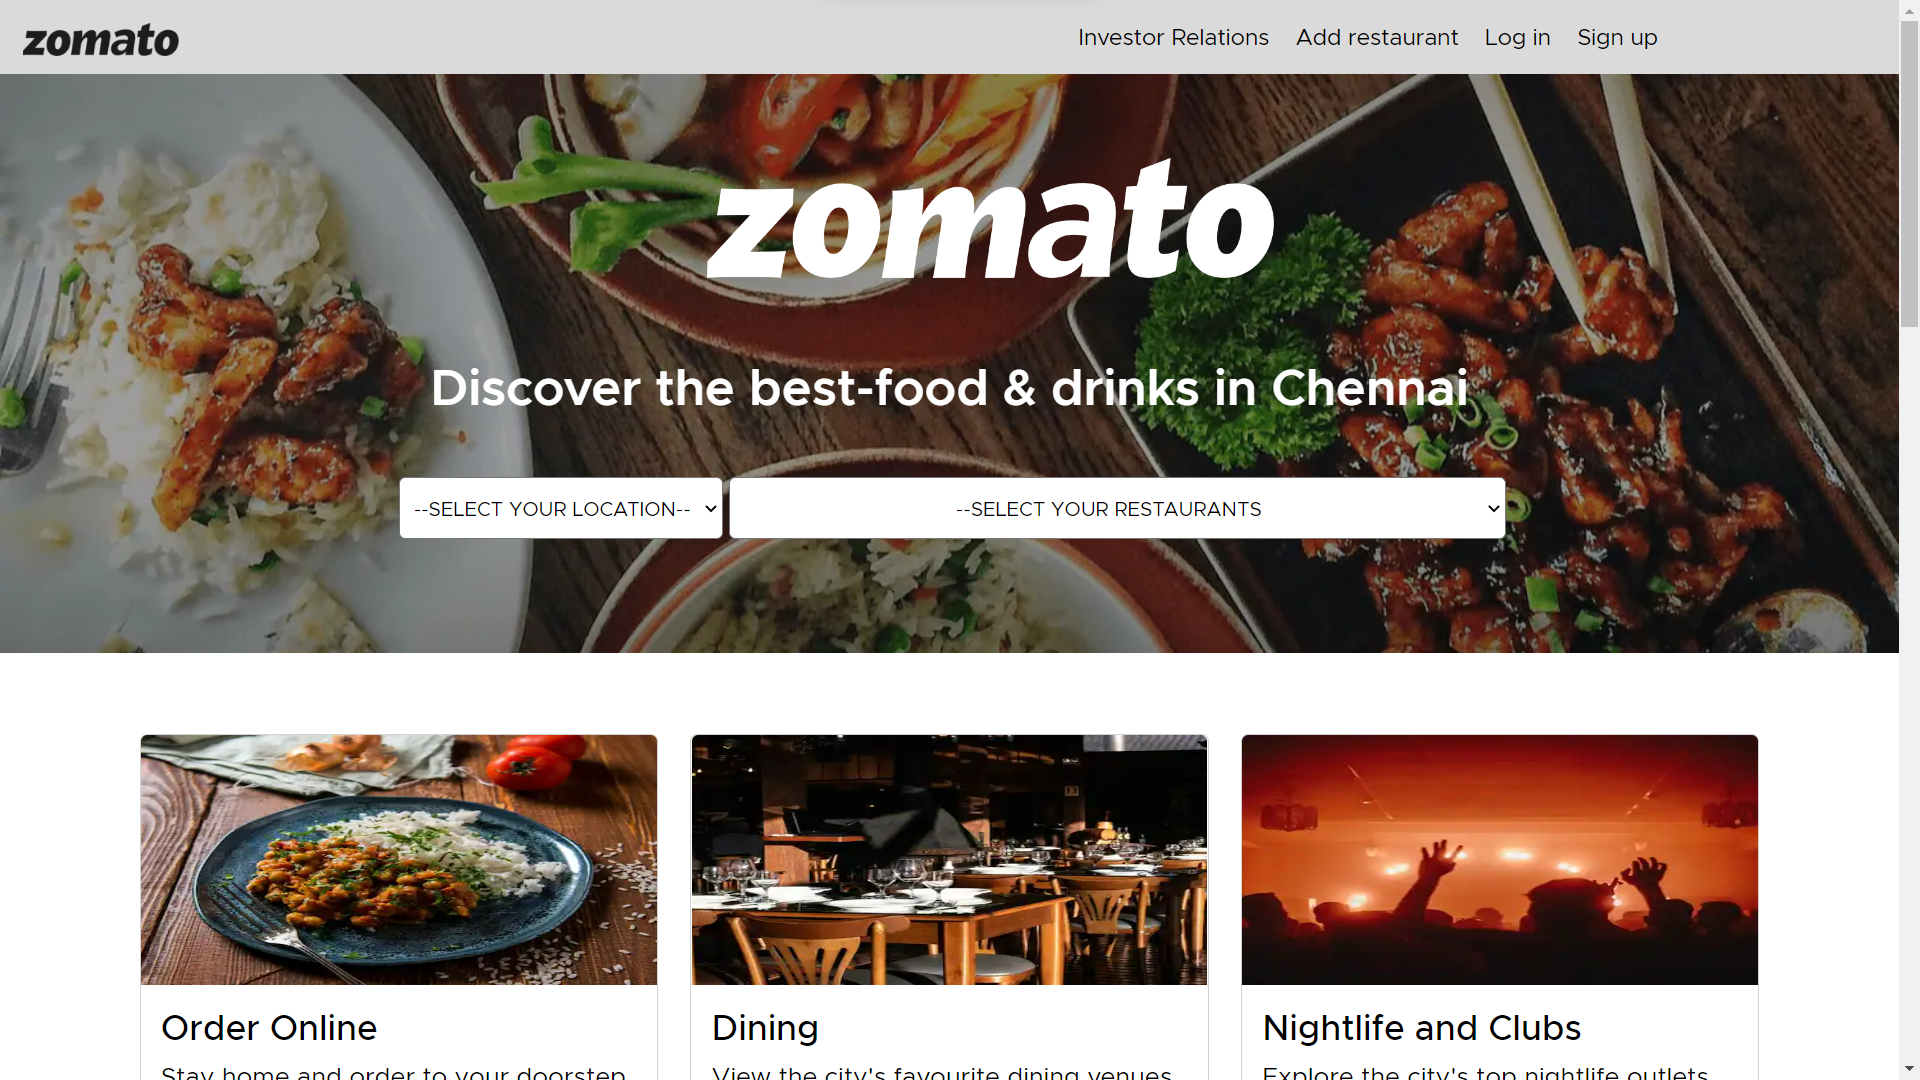 zomato
Investor Relations Add restaurant Log in Sign up
zomato
Discover the best-food & drinks in Chennai
--SELECT YOUR LOCATION--
--SELECT YOUR RESTAURANTS
Order Online
Stay home and order to your doorstep
Dining
View the city's favourite dining venues
Nightlife and Clubs
Explore the city's top nightlife outlets